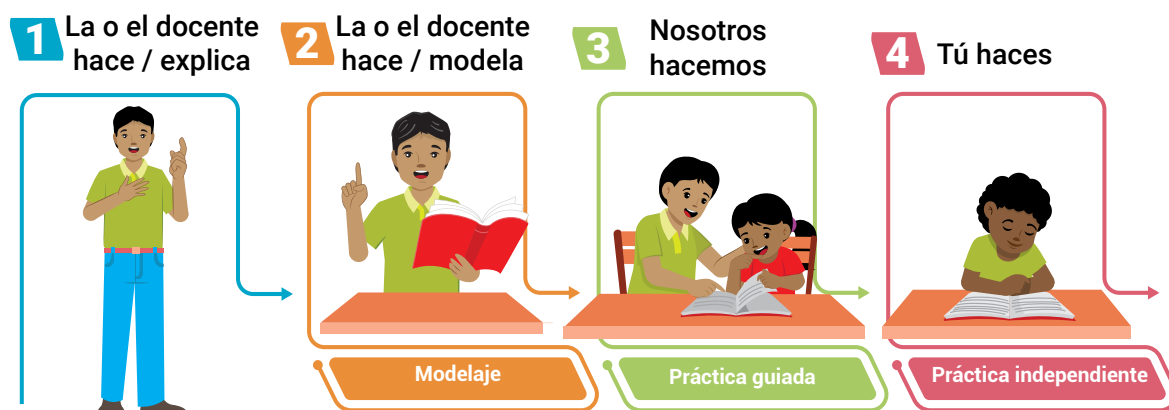 1 La o el docente
hace / explica
2 La o el docente
hace / modela
3 Nosotros
hacemos
4 Tú haces
Modelaje
Práctica guiada
Práctica independiente